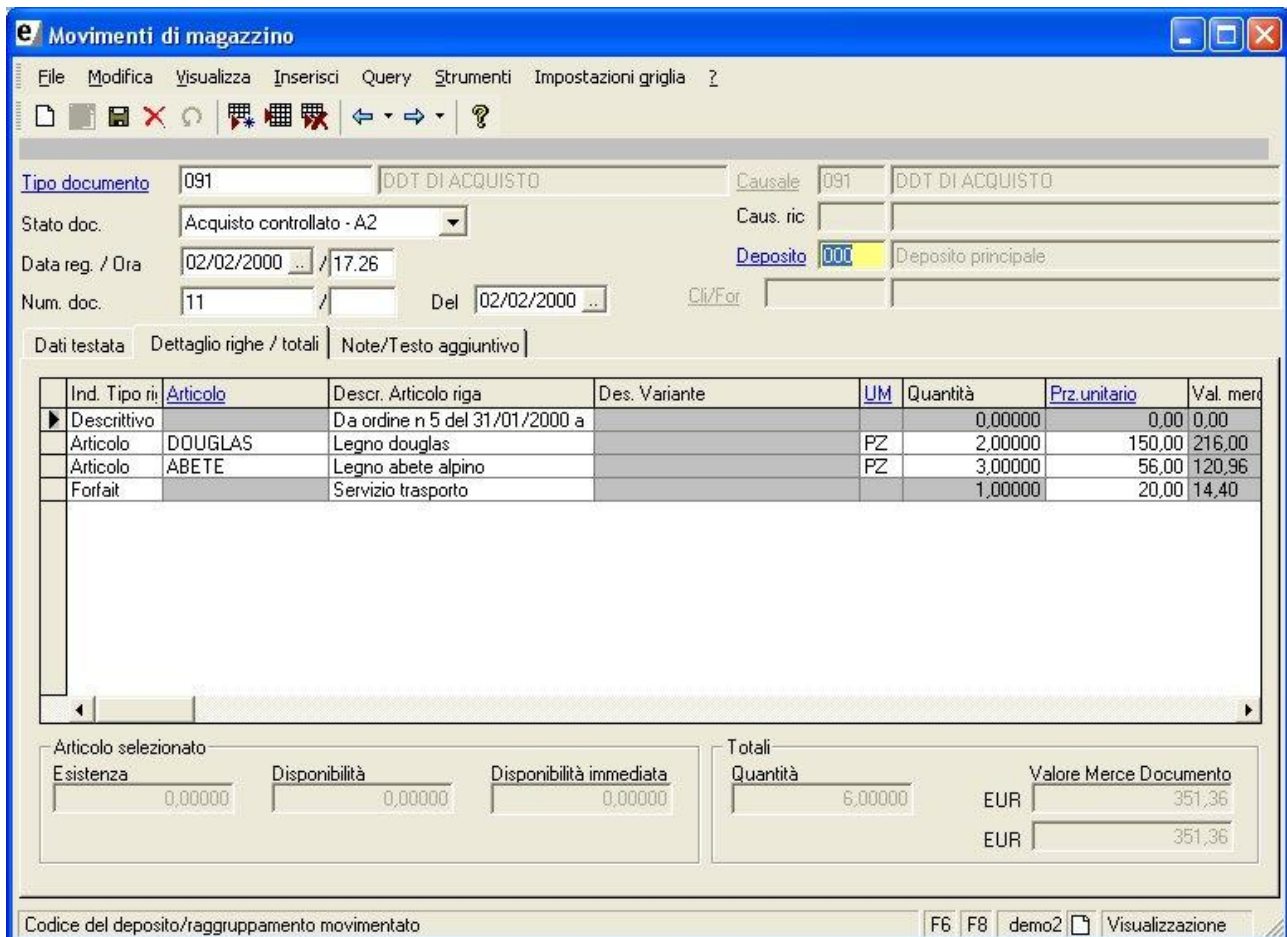 e/ Movimenti di magazzino
File Modifica Visualizza Inserisci Query Strumenti Impostazioni griglia ?
Tipo documento 091 DDT DI ACQUISTO Causale 091 DDT DI ACQUISTO
Stato doc. Acquisto controllato - A2 Caus. ric
Data reg. / Ora 02/02/2000 .. / 17.26 Deposito 000 Deposito principale
Num. doc. 11 / Del 02/02/2000 .. Cli/For
Dati testata Dettaglio righe / totali Note/Testo aggiuntivo
Ind. Tipo ri Articolo Descr. Articolo riga Des. Variante UM Quantità Prz.unitario Val. merc
Descrittivo Da ordine n 5 del 31/01/2000 a 0,00000 0,00 0,00
Articolo DOUGLAS Legno douglas PZ 2,00000 150,00 216,00
Articolo ABETE Legno abete alpino PZ 3,00000 56,00 120,96
Forfait Servizio trasporto 1,00000 20,00 14,40
Articolo selezionato Totali
Esistenza Disponibilità Disponibilità immediata Quantità Valore Merce Documento
0,00000 0,00000 0,00000 6,00000 EUR 351,36
EUR 351,36
Codice del deposito/raggruppamento movimentato F6 F8 demo2 Visualizzazione